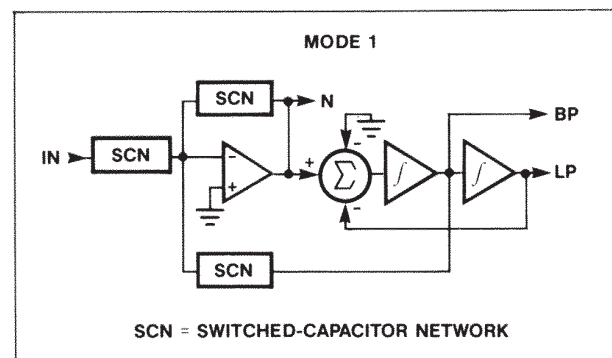 MODE 1
SCN
N
IN
SCN
-
+
+
-
Σ
-
∫
∫
BP
LP
SCN
SCN = SWITCHED-CAPACITOR NETWORK